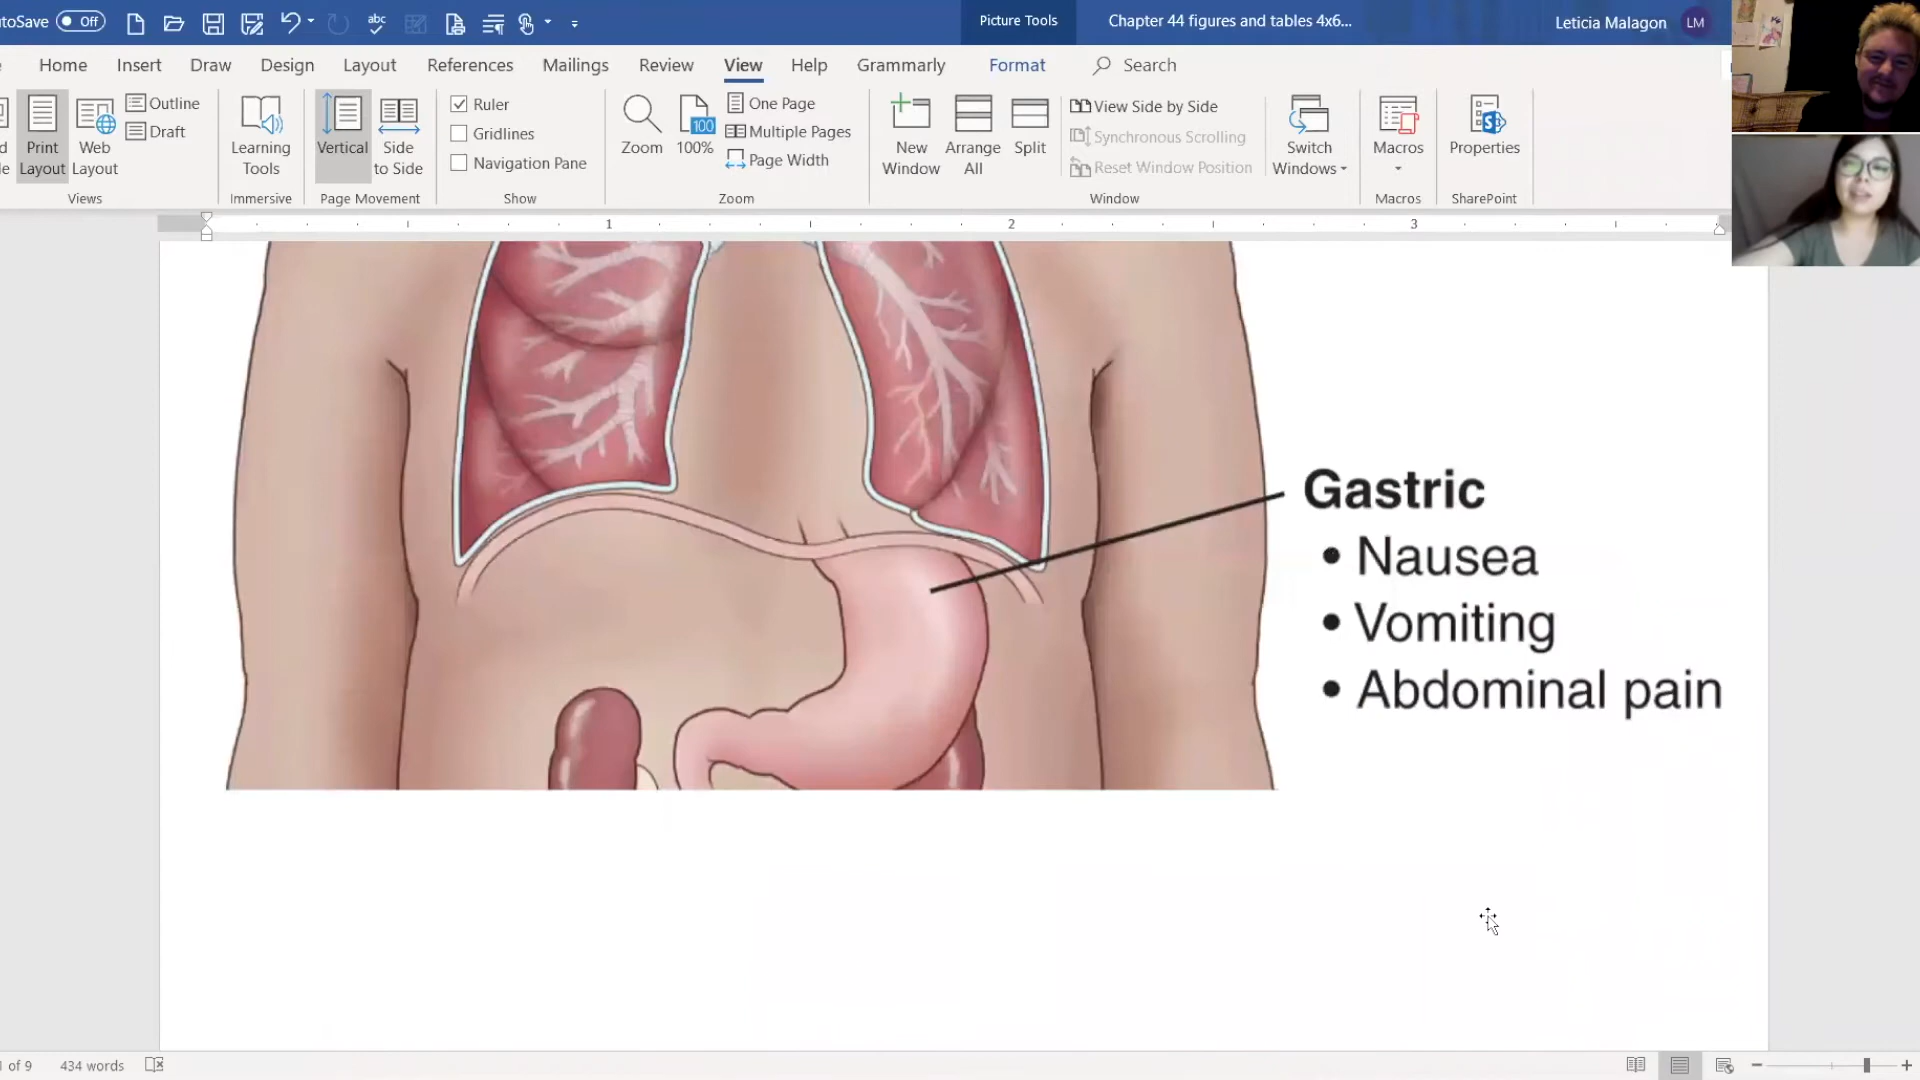 utoSave Off
Picture Tools
Chapter 44 figures and tables 4x6...
Leticia Malagon LM
Home Insert Draw Design Layout References Mailings Review View Help Grammarly Format Search
Print Layout
Web Layout
Outline
Draft
Views
Learning Tools
Immersive
Vertical
Side to Side
Page Movement
Ruler
Gridlines
Navigation Pane
Show
Zoom
100
100%
One Page
Multiple Pages
Page Width
Zoom
New Window
Arrange All
Split
View Side by Side
Synchronous Scrolling
Reset Window Position
Window
Switch Windows
Macros
Macros
Properties
SharePoint
1 2 3
Gastric
• Nausea
• Vomiting
• Abdominal pain
of 9 434 words